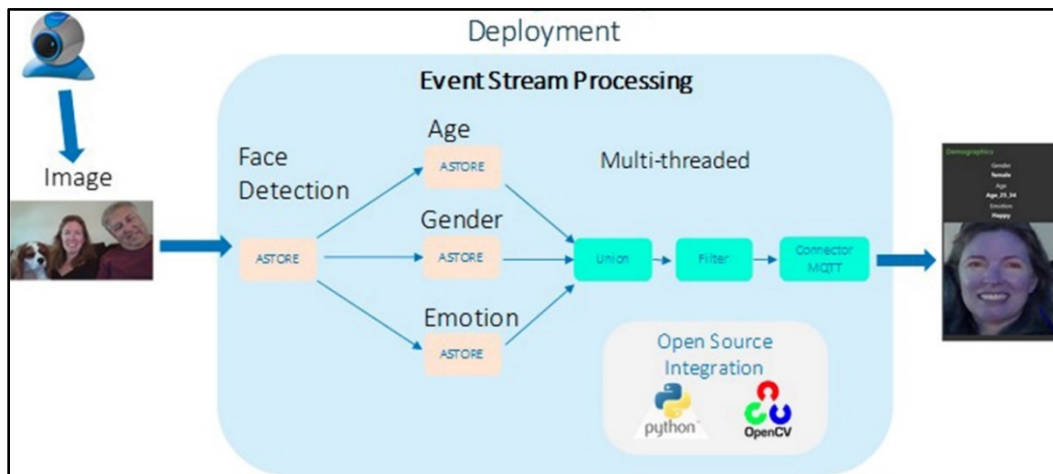 Deployment
Event Stream Processing
Image
Face
Detection
ASTORE
Age
ASTORE
Gender
ASTORE
Emotion
ASTORE
Multi-threaded
Union
Filter
Connector
MQTT
Open Source
Integration
python
OpenCV
Demographics
Gender
female
Age
Age_25_34
Emotion
Happy